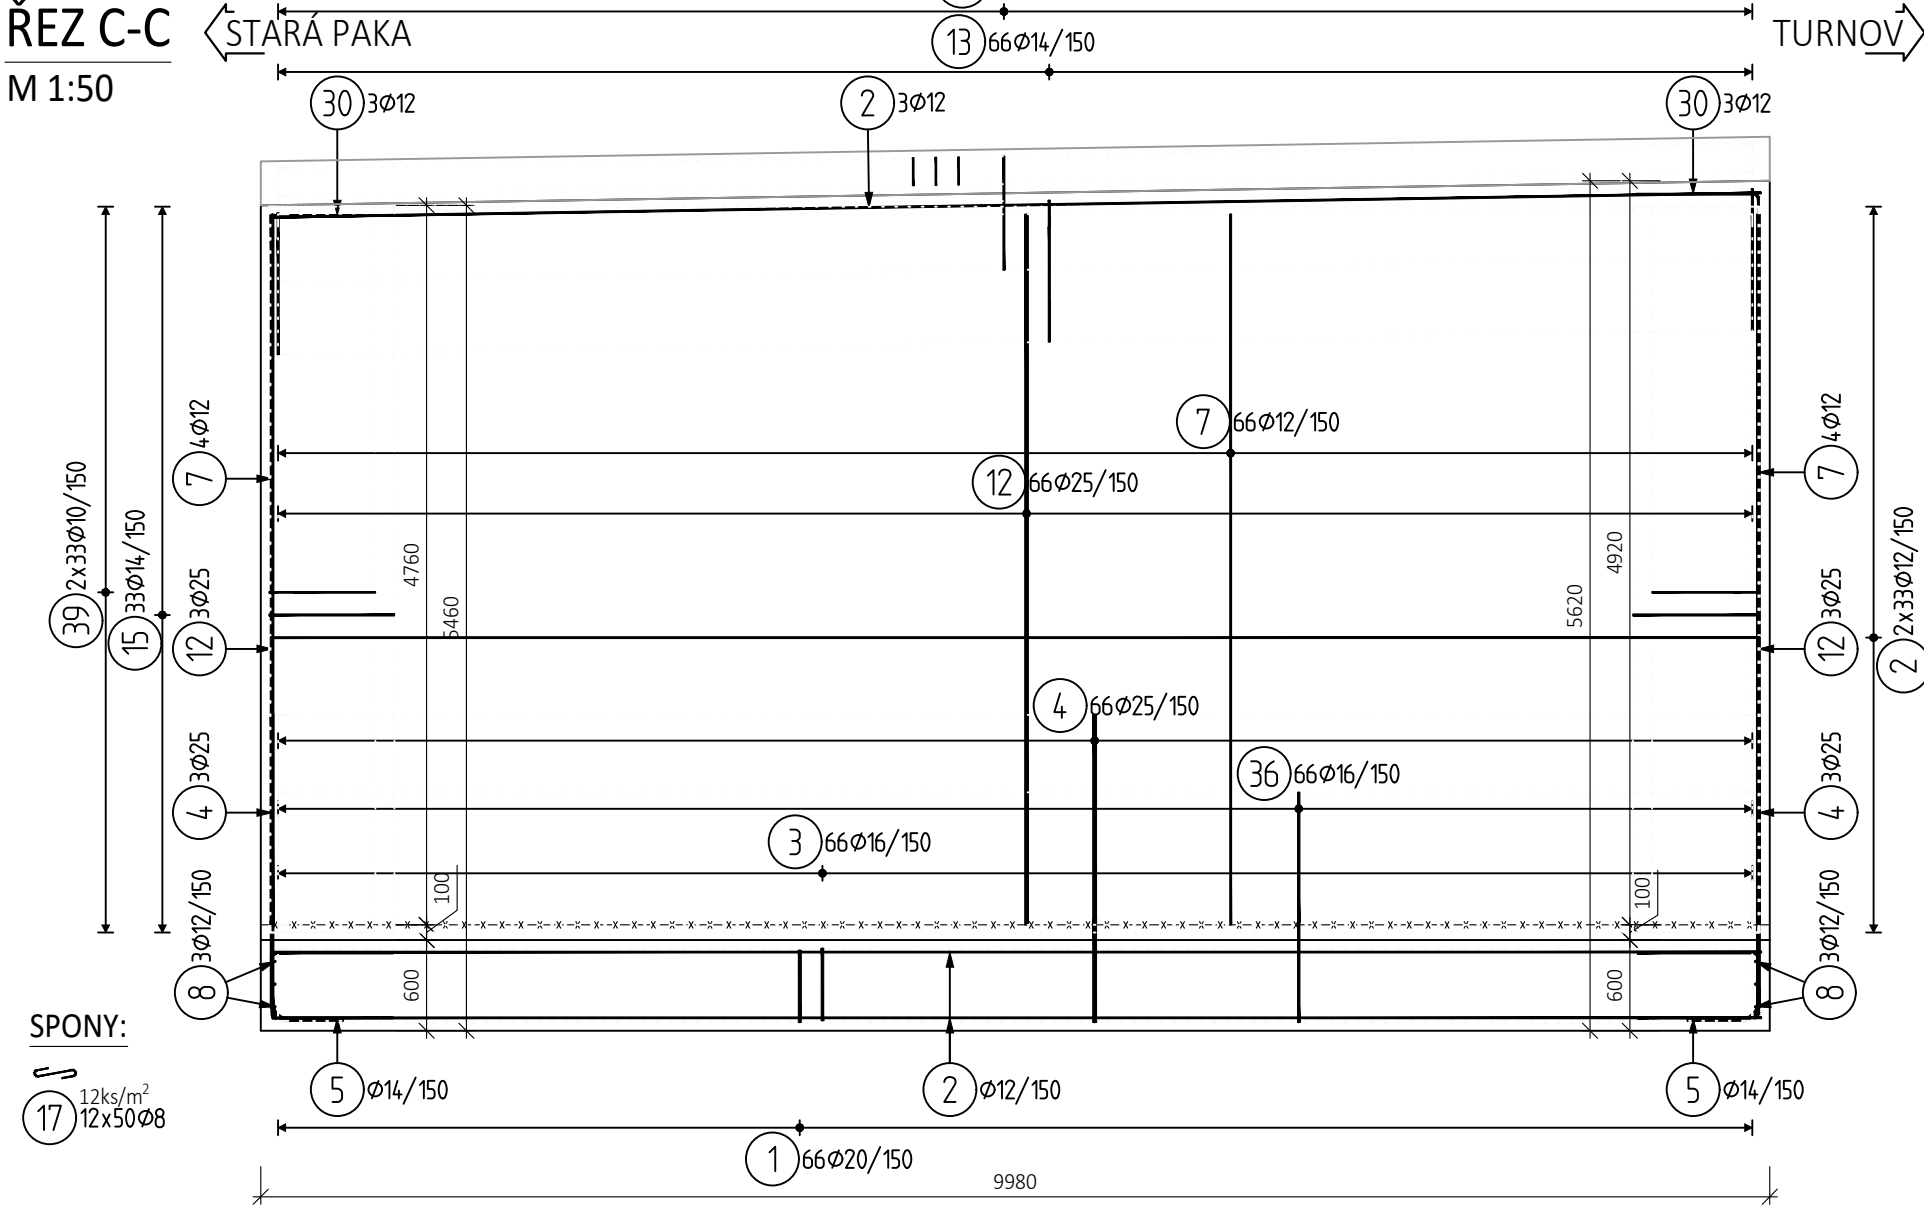 ŘEZ C-C
STARÁ PAKA
TURNOV
M 1:50
13 66Ø14/150
30 3Ø12
2 3Ø12
30 3Ø12
7 4Ø12
7 66Ø12/150
7 4Ø12
12 66Ø25/150
39 2x33Ø10/150
15 33Ø14/150
12 3Ø25
4760
5460
5620
4920
12 3Ø25
2 2x33Ø12/150
4 66Ø25/150
36 66Ø16/150
4 3Ø25
4 3Ø25
3 66Ø16/150
100
100
8 3Ø12/150
600
600
8 3Ø12/150
SPONY:
12ks/m²
17 12x50Ø8
5 Ø14/150
2 Ø12/150
5 Ø14/150
1 66Ø20/150
9980